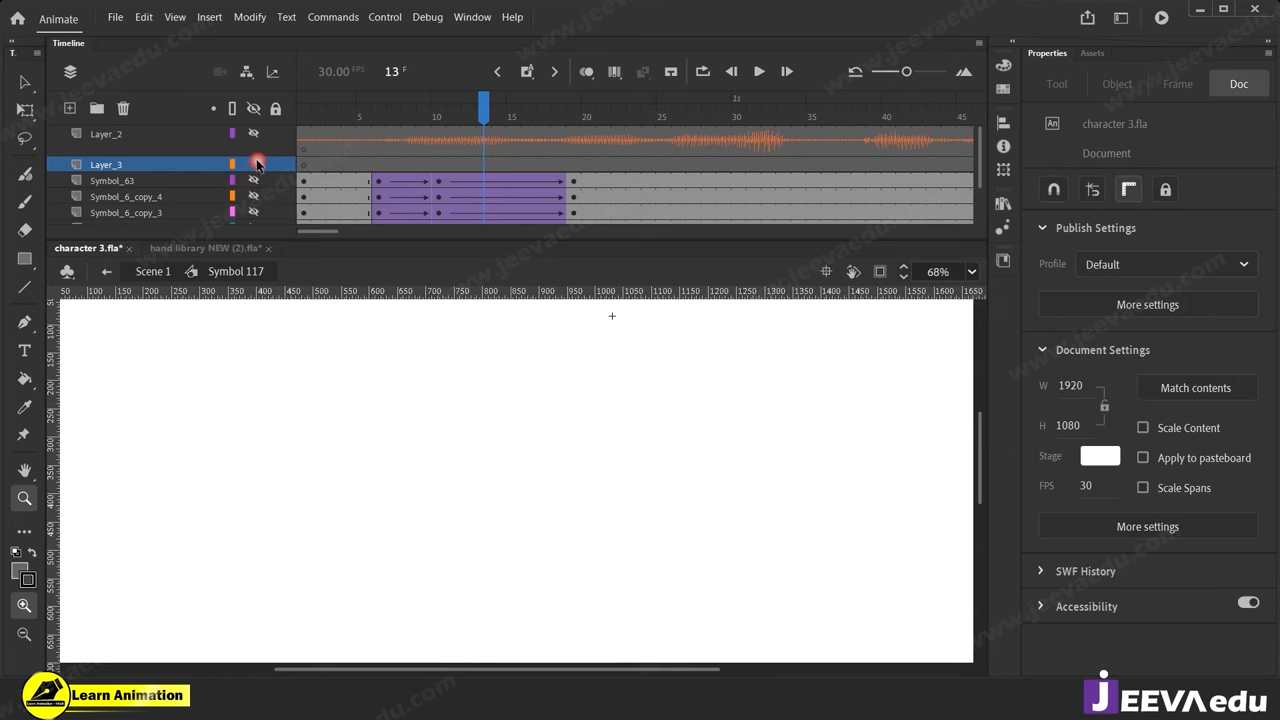 Animate File Edit View Insert Modify Text Commands Control Debug Window Help
Timeline
Properties Assets
30.00 FPS 13 F
Tool Object Frame Doc
1s
5 10 15 20 25 30 35 40 45
Layer_2
An character 3.fla
Document
Layer_3
Symbol_63
Symbol_6_copy_4
Symbol_6_copy_3
Publish Settings
character 3.fla* × hand library NEW (2).fla* ×
Profile Default
Scene 1 Symbol 117 68%
50 100 150 200 250 300 350 400 450 500 550 600 650 700 750 800 850 900 950 1000 1050 1100 1150 1200 1250 1300 1350 1400 1450 1500 1550 1600 1650
More settings
Document Settings
W 1920
Match contents
H 1080
Scale Content
Stage
Apply to pasteboard
FPS 30
Scale Spans
More settings
SWF History
Accessibility
Learn Animation
JEEVAedu
www.jeevaedu.com